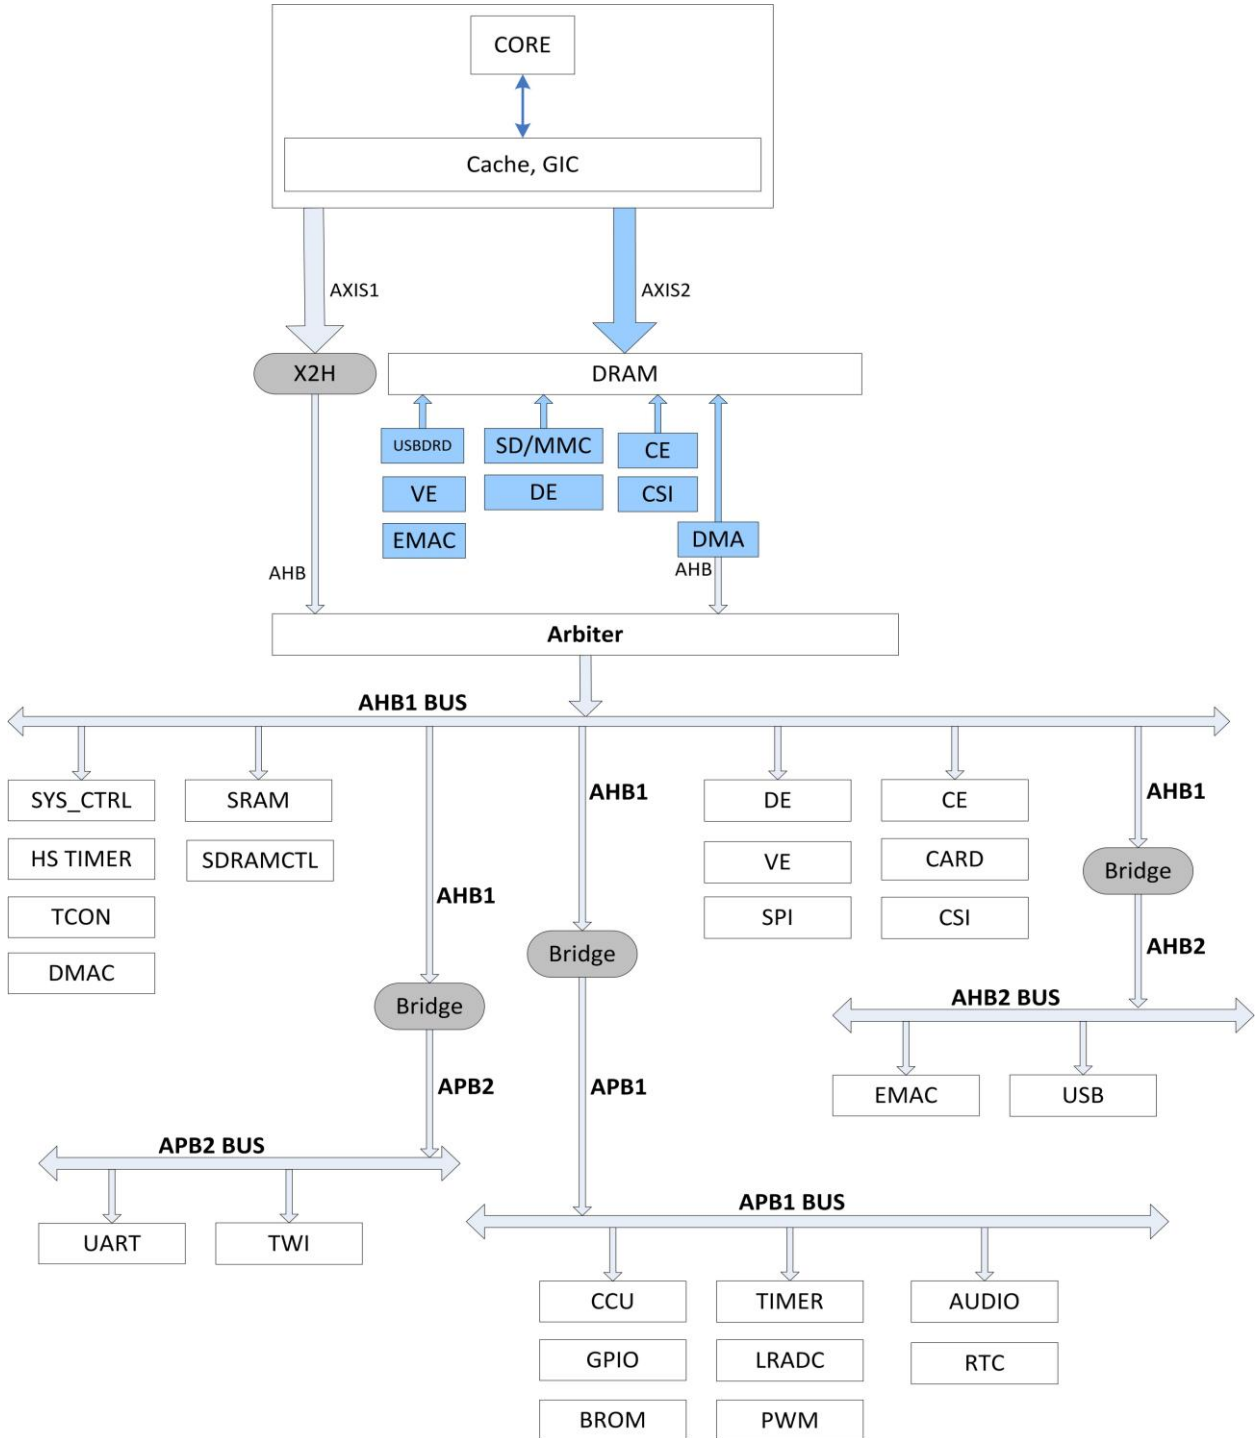 CORE
Cache, GIC
AXIS1
AXIS2
X2H
DRAM
USBDRD
SD/MMC
CE
VE
DE
CSI
EMAC
DMA
AHB
AHB
Arbiter
AHB1 BUS
SYS_CTRL
SRAM
AHB1
DE
CE
AHB1
HS TIMER
SDRAMCTL
VE
CARD
Bridge
AHB1
TCON
SPI
CSI
Bridge
AHB2
DMAC
Bridge
AHB2 BUS
APB2
APB1
EMAC
USB
APB2 BUS
APB1 BUS
UART
TWI
CCU
TIMER
AUDIO
GPIO
LRADC
RTC
BROM
PWM